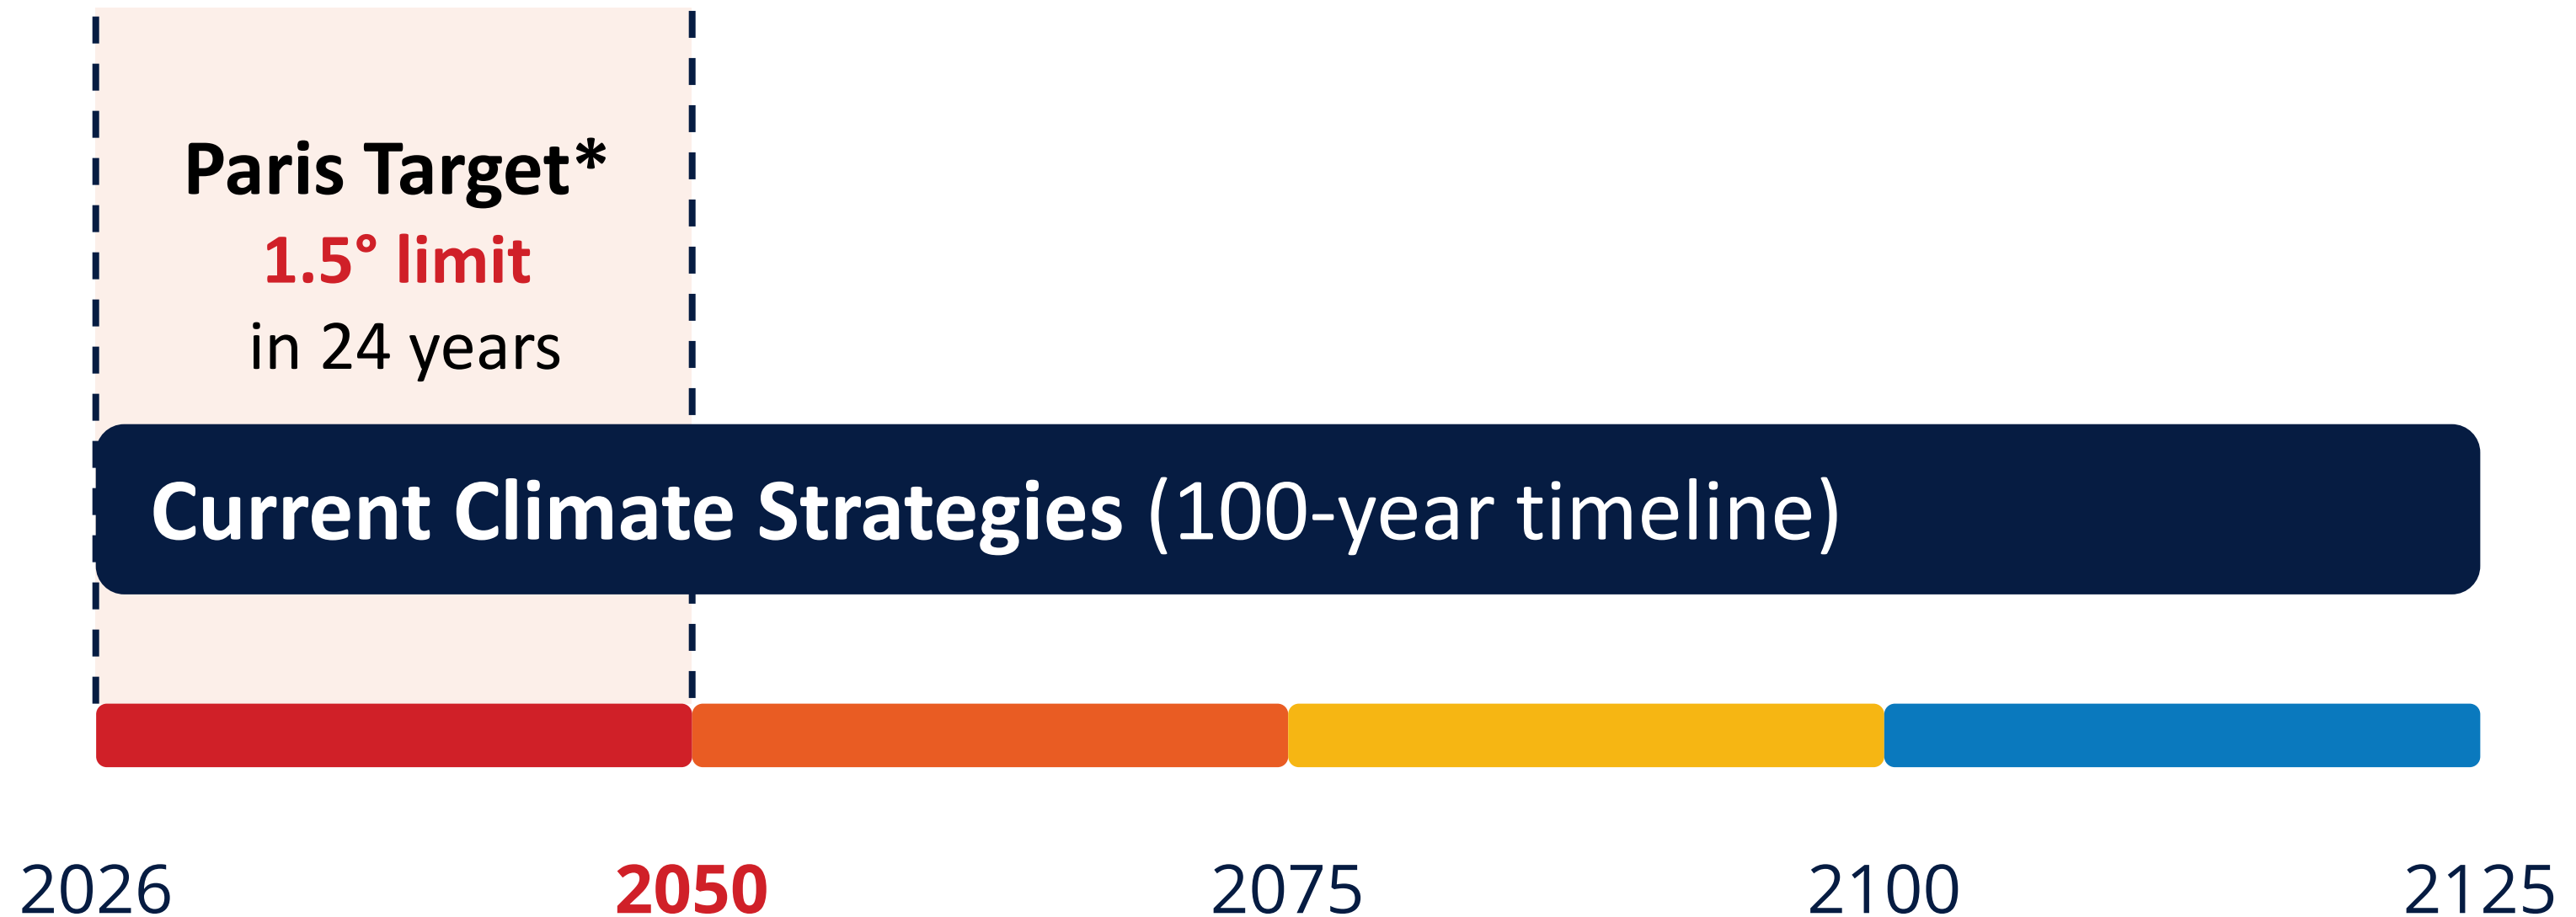 Paris Target*
1.5° limit
in 24 years
Current Climate Strategies (100-year timeline)
2026 2050 2075 2100 2125